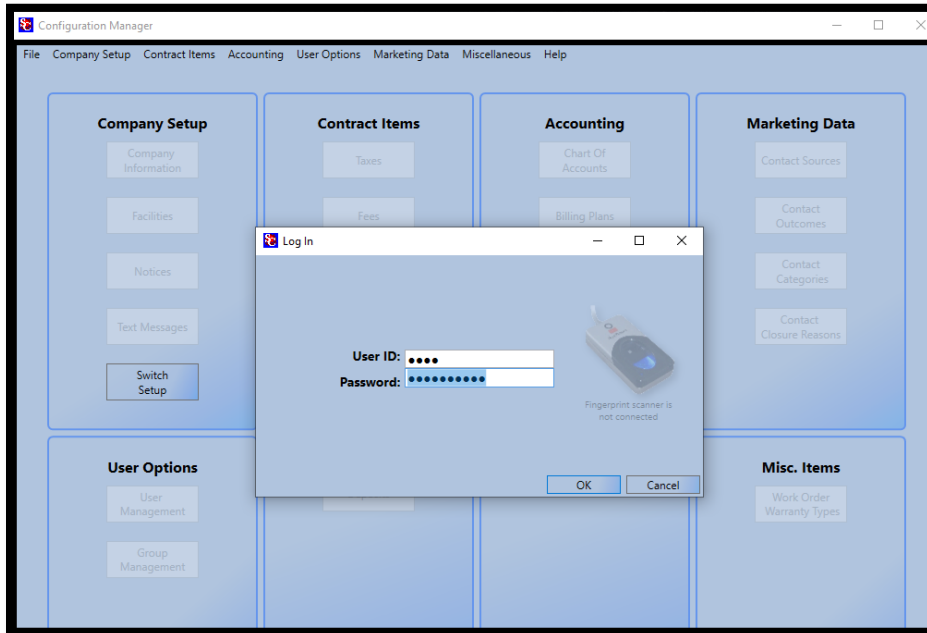 Configuration Manager
File Company Setup Contract Items Accounting User Options Marketing Data Miscellaneous Help
Company Setup
Company
Information
Facilities
Notices
Text Messages
Switch
Setup
Contract Items
Taxes
Fees
Accounting
Chart Of
Accounts
Billing Plans
Marketing Data
Contact Sources
Contact
Outcomes
Contact
Categories
Contact
Closure Reasons
Log In
User ID: ●●●●
Password: ●●●●●●●●●●
Fingerprint scanner is
not connected
OK Cancel
User Options
User
Management
Group
Management
Misc. Items
Work Order
Warranty Types